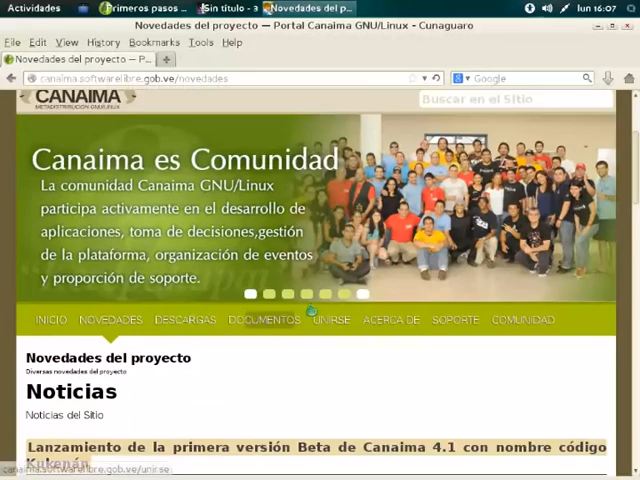 Actividades Primeros pasos ... Sin título - 3 Novedades del p... lun 16:07
Novedades del proyecto — Portal Canaima GNU/Linux - Cunaguaro
File Edit View History Bookmarks Tools Help
Novedades del proyecto — P...
canaima.softwarelibre.gob.ve/novedades Google
CANAIMA
METADISTRIBUCIÓN GNU/LINUX
Buscar en el Sitio
Canaima es Comunidad
La comunidad Canaima GNU/Linux
participa activamente en el desarrollo de
aplicaciones, toma de decisiones,gestión
de la plataforma, organización de eventos
y proporción de soporte.
INICIO NOVEDADES DESCARGAS DOCUMENTOS UNIRSE ACERCA DE SOPORTE COMUNIDAD
Novedades del proyecto
Diversas novedades del proyecto
Noticias
Noticias del Sitio
Lanzamiento de la primera versión Beta de Canaima 4.1 con nombre código
Kukenán
canaima.softwarelibre.gob.ve/unirse